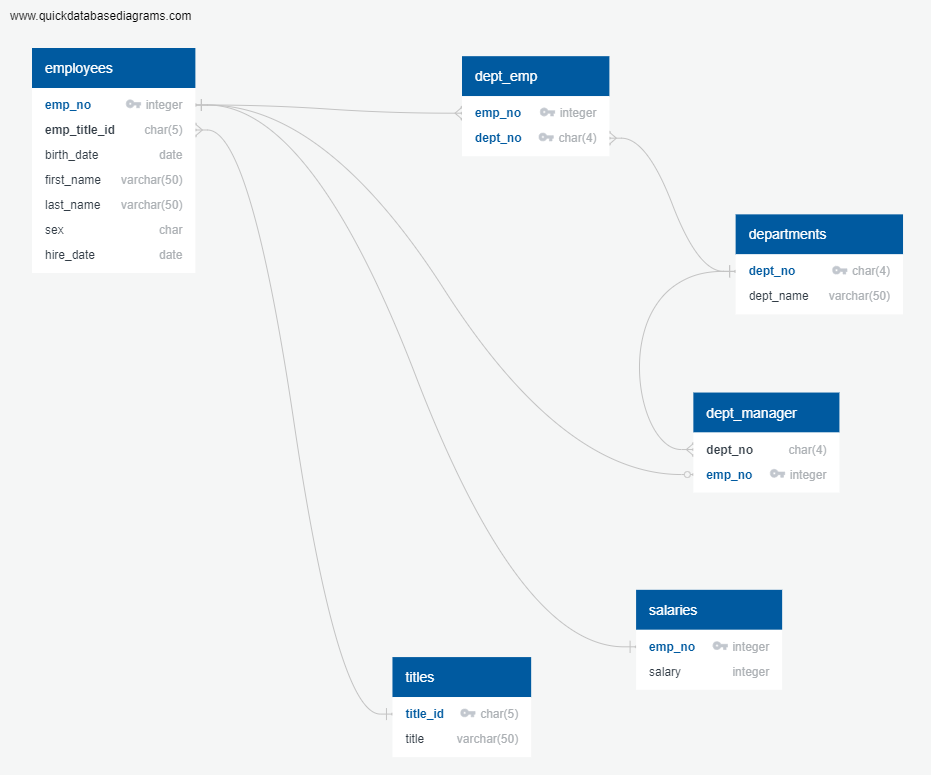 www.quickdatabasediagrams.com
employees
emp_no integer
emp_title_id char(5)
birth_date date
first_name varchar(50)
last_name varchar(50)
sex char
hire_date date
dept_emp
emp_no integer
dept_no char(4)
departments
dept_no char(4)
dept_name varchar(50)
dept_manager
dept_no char(4)
emp_no integer
salaries
emp_no integer
salary integer
titles
title_id char(5)
title varchar(50)